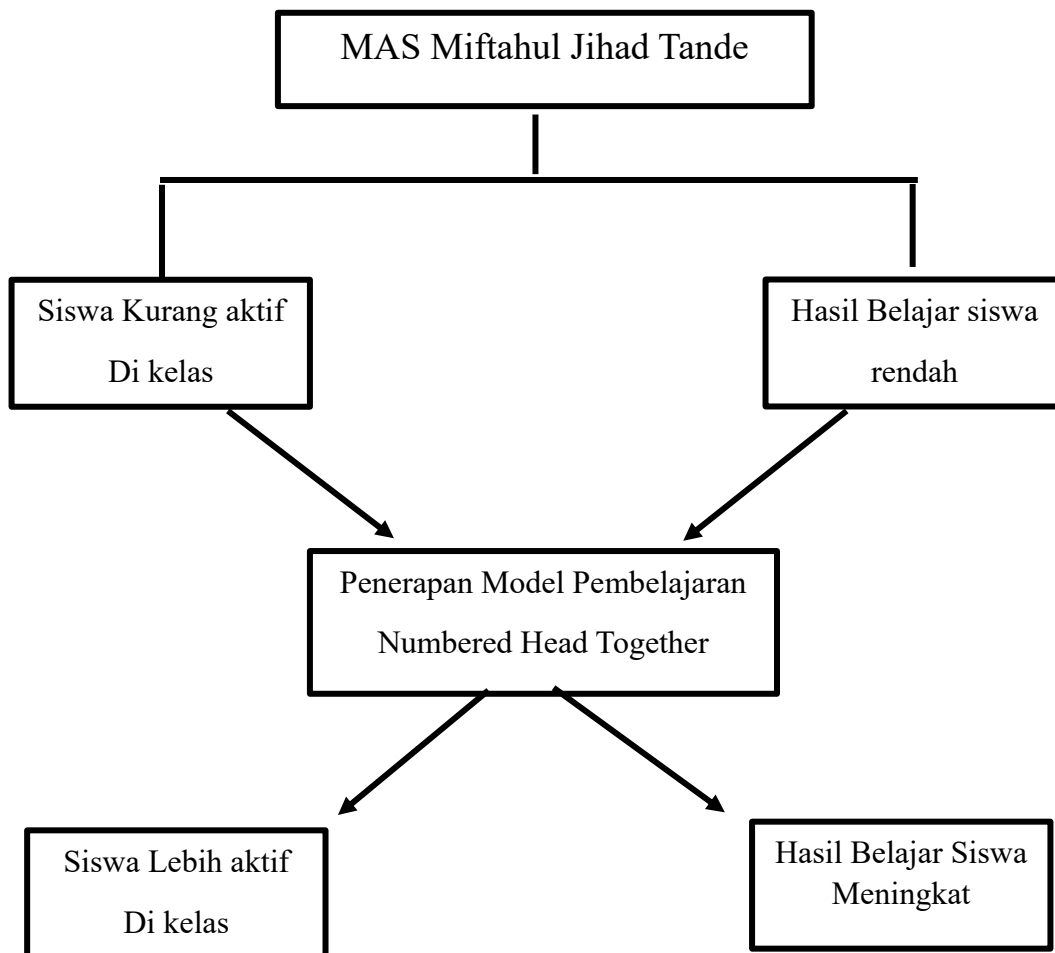 MAS Miftahul Jihad Tande
Siswa Kurang aktif
Di kelas
Hasil Belajar siswa
rendah
Penerapan Model Pembelajaran
Numbered Head Together
Siswa Lebih aktif
Di kelas
Hasil Belajar Siswa
Meningkat